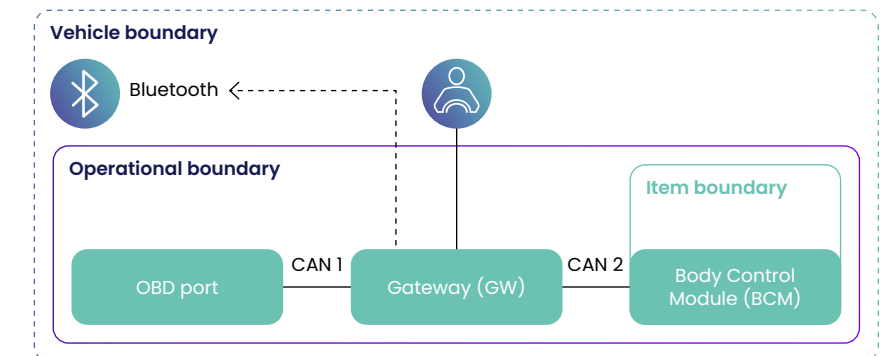 Vehicle boundary
Bluetooth
Operational boundary
Item boundary
OBD port
CAN 1
Gateway (GW)
CAN 2
Body Control
Module (BCM)